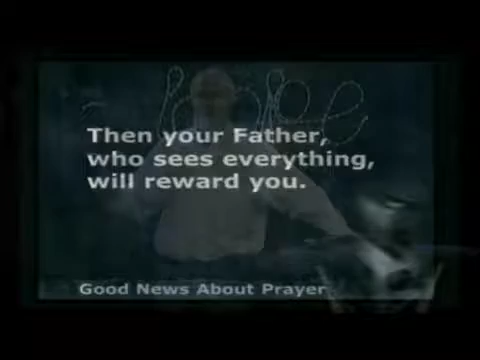 Then your Father,
who sees everything,
will reward you.
Good News About Prayer